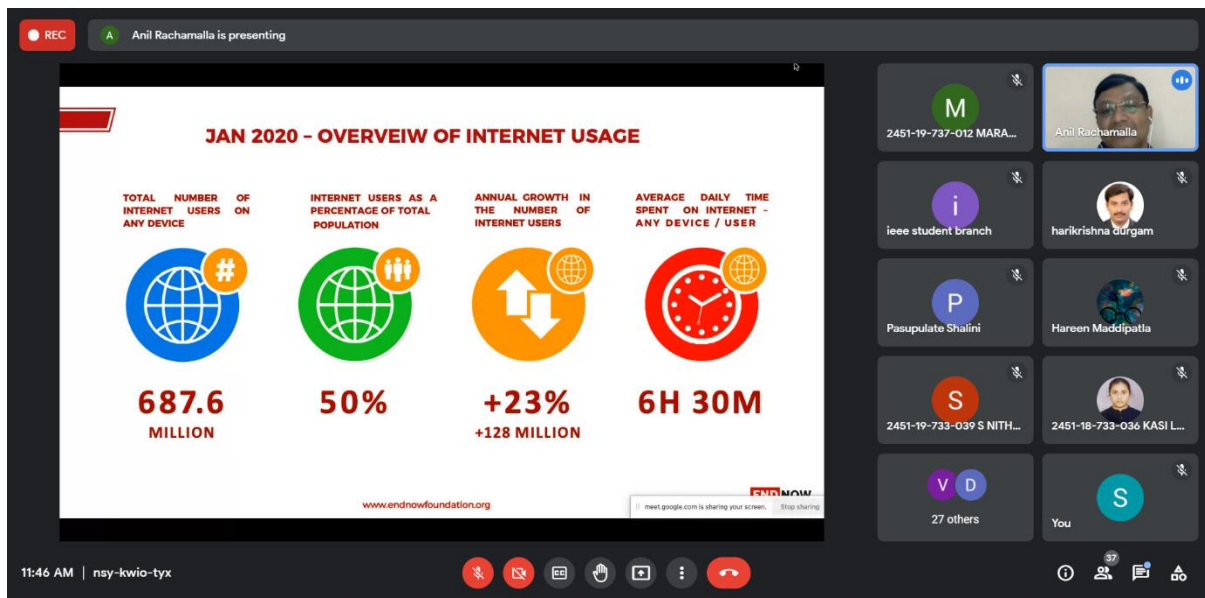 REC
A Anil Rachamalla is presenting
JAN 2020 – OVERVEIW OF INTERNET USAGE
TOTAL NUMBER OF
INTERNET USERS ON
ANY DEVICE
#
687.6
MILLION
INTERNET USERS AS A
PERCENTAGE OF TOTAL
POPULATION
50%
ANNUAL GROWTH IN
THE NUMBER OF
INTERNET USERS
+23%
+128 MILLION
AVERAGE DAILY TIME
SPENT ON INTERNET –
ANY DEVICE / USER
6H 30M
www.endnowfoundation.org
END NOW
meet.google.com is sharing your screen. Stop sharing
M
2451-19-737-012 MARA...
Anil Rachamalla
i
ieee student branch
harikrishna durgam
P
Pasupulate Shalini
Hareen Maddipatla
S
2451-19-733-039 S NITH...
2451-18-733-036 KASI L...
V D
27 others
S
You
11:46 AM | nsy-kwio-tyx
CC
37